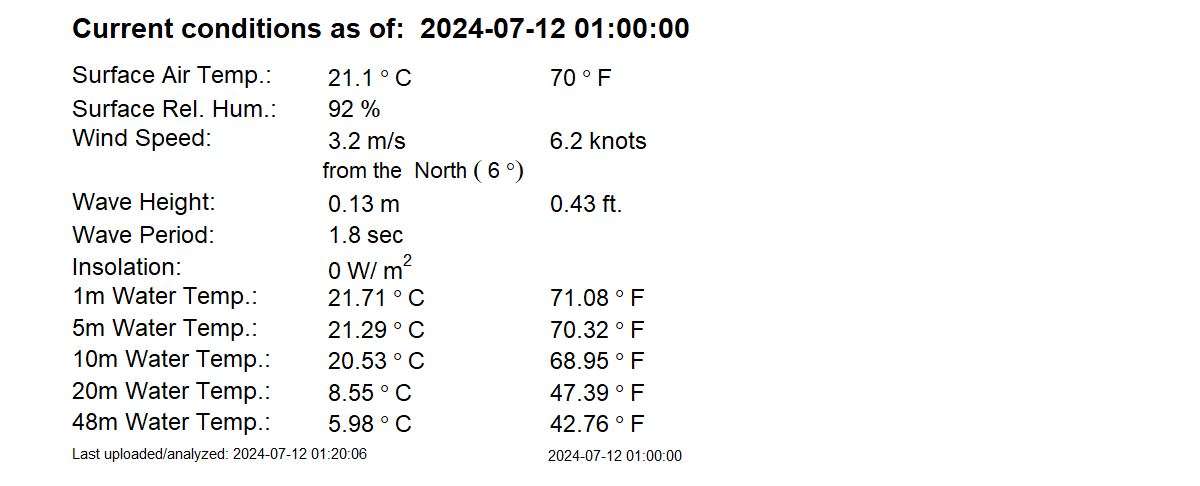 Current conditions as of: 2024-07-12 01:00:00
Surface Air Temp.: 21.1 ° C 70 ° F
Surface Rel. Hum.: 92 %
Wind Speed: 3.2 m/s 6.2 knots
from the North ( 6 °)
Wave Height: 0.13 m 0.43 ft.
Wave Period: 1.8 sec
Insolation: 0 W/ m²
1m Water Temp.: 21.71 ° C 71.08 ° F
5m Water Temp.: 21.29 ° C 70.32 ° F
10m Water Temp.: 20.53 ° C 68.95 ° F
20m Water Temp.: 8.55 ° C 47.39 ° F
48m Water Temp.: 5.98 ° C 42.76 ° F
Last uploaded/analyzed: 2024-07-12 01:20:06 2024-07-12 01:00:00